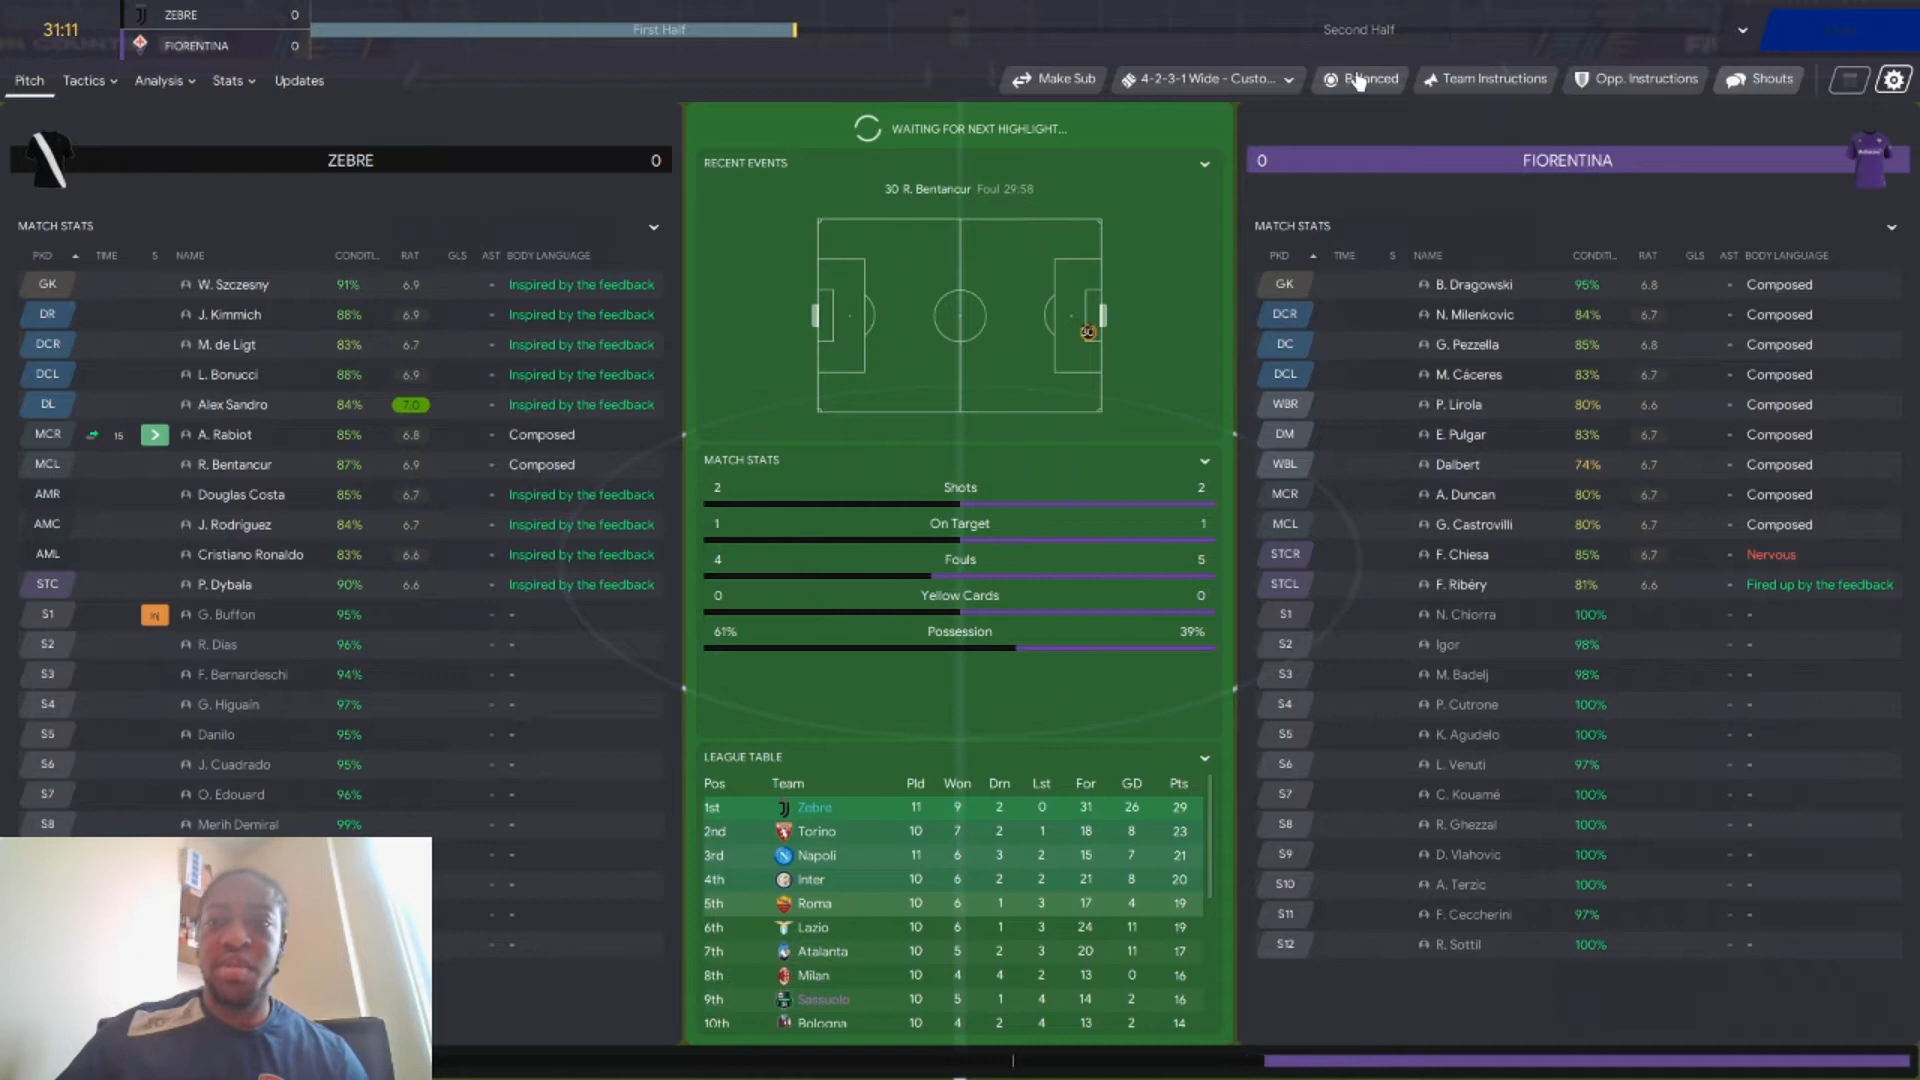 31:11 ZEBRE 0 First Half Second Half
FIORENTINA 0
Pitch Tactics Analysis Stats Updates Make Sub 4-2-3-1 Wide - Custo... Team Instructions Opp. Instructions Shouts
ZEBRE 0
MATCH STATS
PKD TIME S NAME CONDITI... RAT GLS AST BODY LANGUAGE
GK W. Szczesny 91% 6.9 - Inspired by the feedback
DR J. Kimmich 88% 6.9 - Inspired by the feedback
DCR M. de Ligt 83% 6.7 - Inspired by the feedback
DCL L. Bonucci 88% 6.9 - Inspired by the feedback
DL Alex Sandro 84% 7.0 - Inspired by the feedback
MCR 15 A. Rabiot 85% 6.8 - Composed
MCL R. Bentancur 87% 6.9 - Composed
AMR Douglas Costa 85% 6.7 - Inspired by the feedback
AMC J. Rodríguez 84% 6.7 - Inspired by the feedback
AML Cristiano Ronaldo 83% 6.6 - Inspired by the feedback
STC P. Dybala 90% 6.6 - Inspired by the feedback
S1 Inj G. Buffon 95% - -
S2 R. Dias 96% - -
S3 F. Bernardeschi 94% - -
S4 G. Higuaín 97% - -
S5 Danilo 95% - -
S6 J. Cuadrado 95% - -
S7 O. Edouard 96% - -
S8 Merih Demiral 99% - -
- -
- -
- -
- -
WAITING FOR NEXT HIGHLIGHT...
RECENT EVENTS
30 R. Bentancur Foul 29:58
30
MATCH STATS
2 Shots 2
1 On Target 1
4 Fouls 5
0 Yellow Cards 0
61% Possession 39%
LEAGUE TABLE
Pos Team Pld Won Drn Lst For GD Pts
1st Zebre 11 9 2 0 31 26 29
2nd Torino 10 7 2 1 18 8 23
3rd Napoli 11 6 3 2 15 7 21
4th Inter 10 6 2 2 21 8 20
5th Roma 10 6 1 3 17 4 19
6th Lazio 10 6 1 3 24 11 19
7th Atalanta 10 5 2 3 20 11 17
8th Milan 10 4 4 2 13 0 16
9th Sassuolo 10 5 1 4 14 2 16
10th Bologna 10 4 2 4 13 2 14
0 FIORENTINA
MATCH STATS
PKD TIME S NAME CONDITI... RAT GLS AST BODY LANGUAGE
GK B. Dragowski 95% 6.8 - Composed
DCR N. Milenkovic 84% 6.7 - Composed
DC G. Pezzella 85% 6.8 - Composed
DCL M. Cáceres 83% 6.7 - Composed
WBR P. Lirola 80% 6.6 - Composed
DM E. Pulgar 83% 6.7 - Composed
WBL Dalbert 74% 6.7 - Composed
MCR A. Duncan 80% 6.7 - Composed
MCL G. Castrovilli 80% 6.7 - Composed
STCR F. Chiesa 85% 6.7 - Nervous
STCL F. Ribéry 81% 6.6 - Fired up by the feedback
S1 N. Chiorra 100% - -
S2 Igor 98% - -
S3 M. Badelj 98% - -
S4 P. Cutrone 100% - -
S5 K. Agudelo 100% - -
S6 L. Venuti 97% - -
S7 C. Kouamé 100% - -
S8 R. Ghezzal 100% - -
S9 D. Vlahovic 100% - -
S10 A. Terzic 100% - -
S11 F. Ceccherini 97% - -
S12 R. Sottil 100% - -